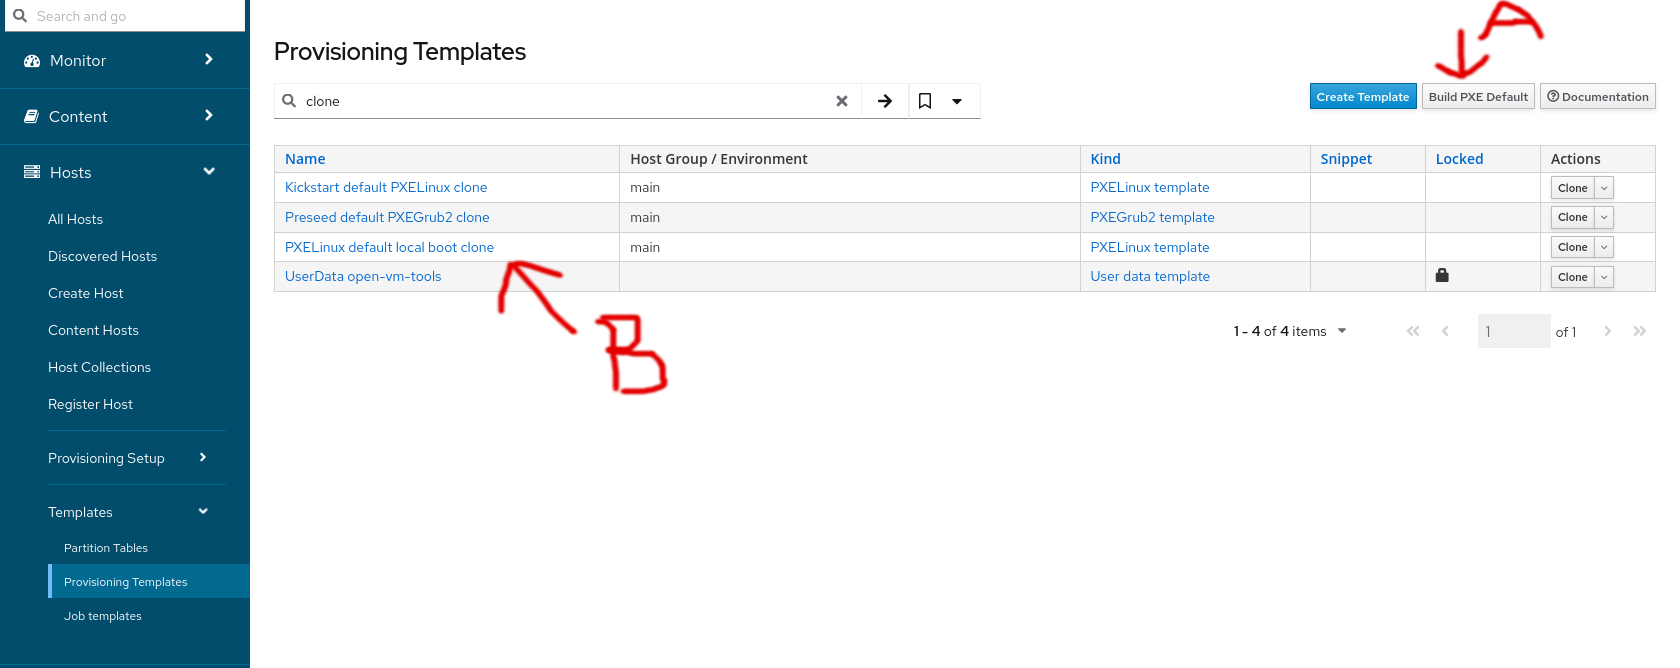 Search and go
Monitor
Content
Hosts
All Hosts
Discovered Hosts
Create Host
Content Hosts
Host Collections
Register Host
Provisioning Setup
Templates
Partition Tables
Provisioning Templates
Job templates
A
Provisioning Templates
clone
Create Template Build PXE Default Documentation
Name Host Group / Environment Kind Snippet Locked Actions
Kickstart default PXELinux clone main PXELinux template Clone
Preseed default PXEGrub2 clone main PXEGrub2 template Clone
PXELinux default local boot clone main PXELinux template Clone
UserData open-vm-tools User data template Clone
B
1 - 4 of 4 items 1 of 1